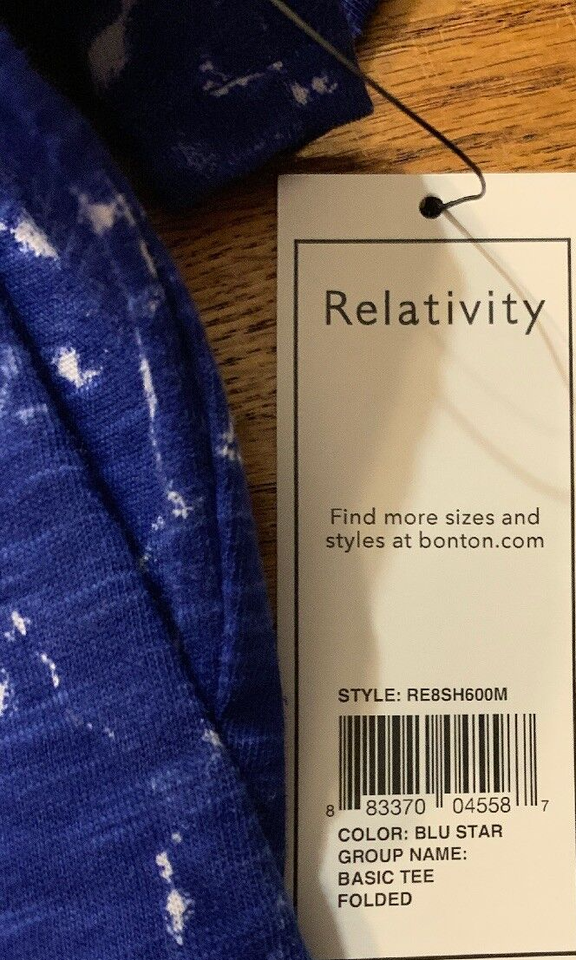 Relativity
Find more sizes and
styles at bonton.com
STYLE: RE8SH600M
8 83370 04558 7
COLOR: BLU STAR
GROUP NAME:
BASIC TEE
FOLDED